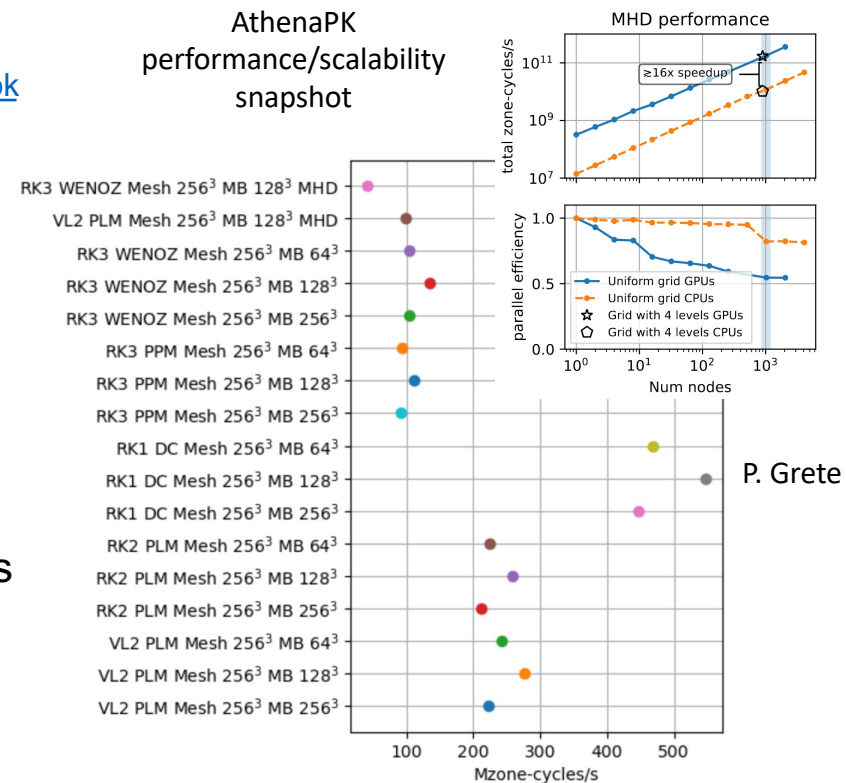 AthenaPK
performance/scalability
snapshot
ok
MHD performance
total zone-cycles/s
10¹¹
10⁹
10⁷
≥16x speedup
parallel efficiency
1.0
0.5
0.0
Uniform grid GPUs
Uniform grid CPUs
Grid with 4 levels GPUs
Grid with 4 levels CPUs
10⁰ 10¹ 10² 10³
Num nodes
RK3 WENOZ Mesh 256³ MB 128³ MHD
VL2 PLM Mesh 256³ MB 128³ MHD
RK3 WENOZ Mesh 256³ MB 64³
RK3 WENOZ Mesh 256³ MB 128³
RK3 WENOZ Mesh 256³ MB 256³
RK3 PPM Mesh 256³ MB 64³
RK3 PPM Mesh 256³ MB 128³
RK3 PPM Mesh 256³ MB 256³
RK1 DC Mesh 256³ MB 64³
RK1 DC Mesh 256³ MB 128³
RK1 DC Mesh 256³ MB 256³
RK2 PLM Mesh 256³ MB 64³
RK2 PLM Mesh 256³ MB 128³
RK2 PLM Mesh 256³ MB 256³
VL2 PLM Mesh 256³ MB 64³
VL2 PLM Mesh 256³ MB 128³
VL2 PLM Mesh 256³ MB 256³
100 200 300 400 500
Mzone-cycles/s
P. Grete
s